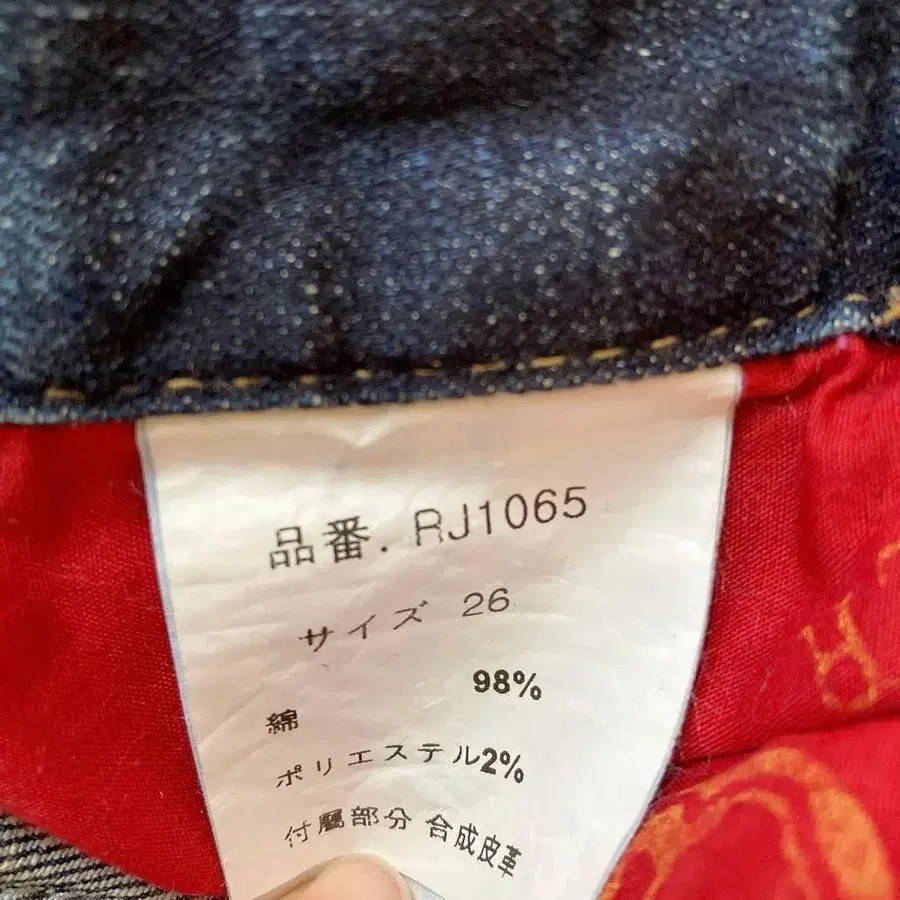 品番. RJ1065
サイズ 26
綿 98%
ポリエステル2%
付属部分 合成皮革